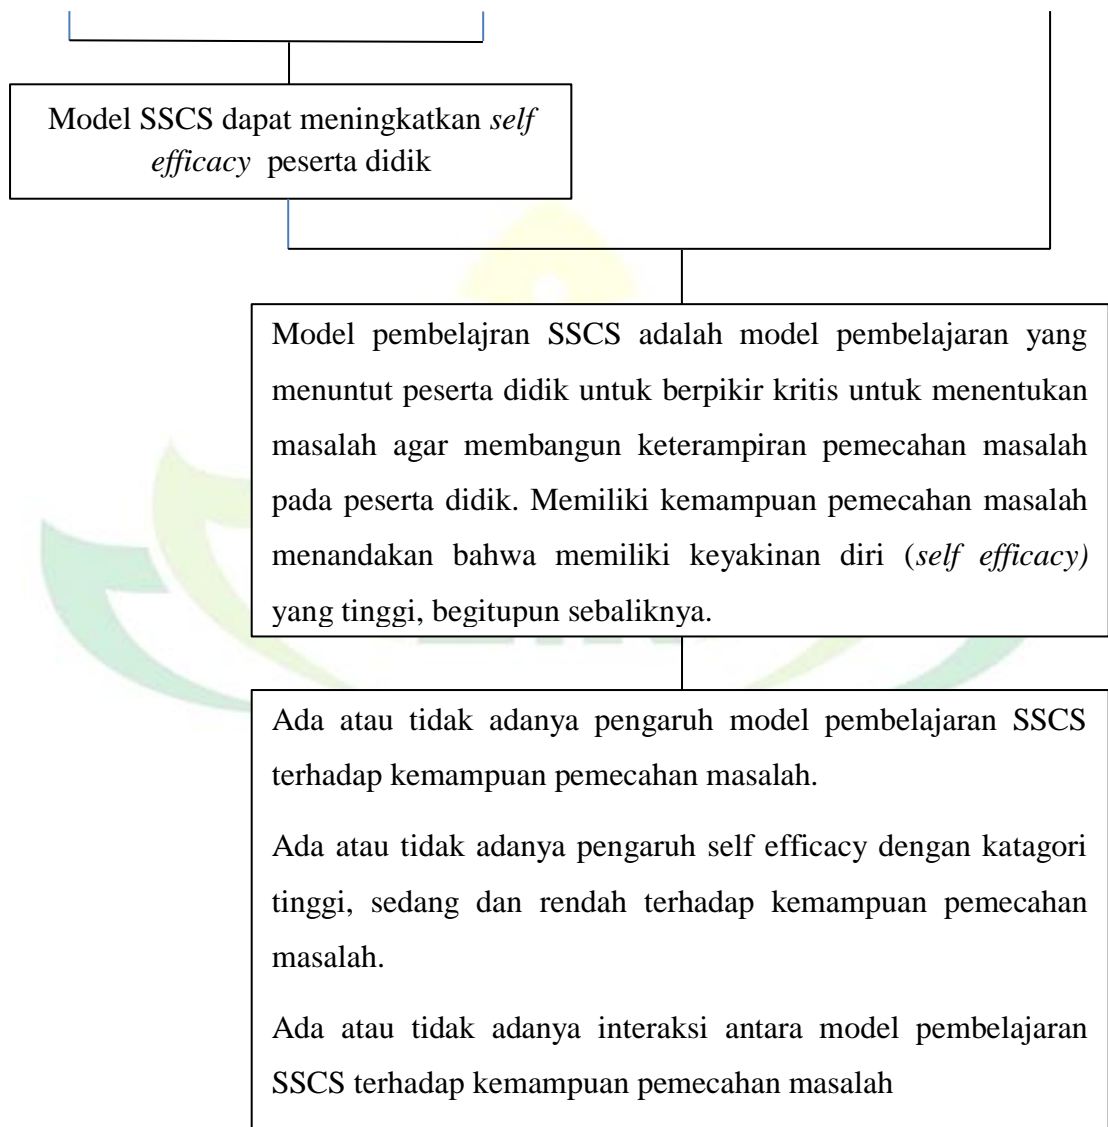 Model SSCS dapat meningkatkan self
efficacy peserta didik
Model pembelajran SSCS adalah model pembelajaran yang
menuntut peserta didik untuk berpikir kritis untuk menentukan
masalah agar membangun keterampiran pemecahan masalah
pada peserta didik. Memiliki kemampuan pemecahan masalah
menandakan bahwa memiliki keyakinan diri (self efficacy)
yang tinggi, begitupun sebaliknya.
Ada atau tidak adanya pengaruh model pembelajaran SSCS
terhadap kemampuan pemecahan masalah.
Ada atau tidak adanya pengaruh self efficacy dengan katagori
tinggi, sedang dan rendah terhadap kemampuan pemecahan
masalah.
Ada atau tidak adanya interaksi antara model pembelajaran
SSCS terhadap kemampuan pemecahan masalah